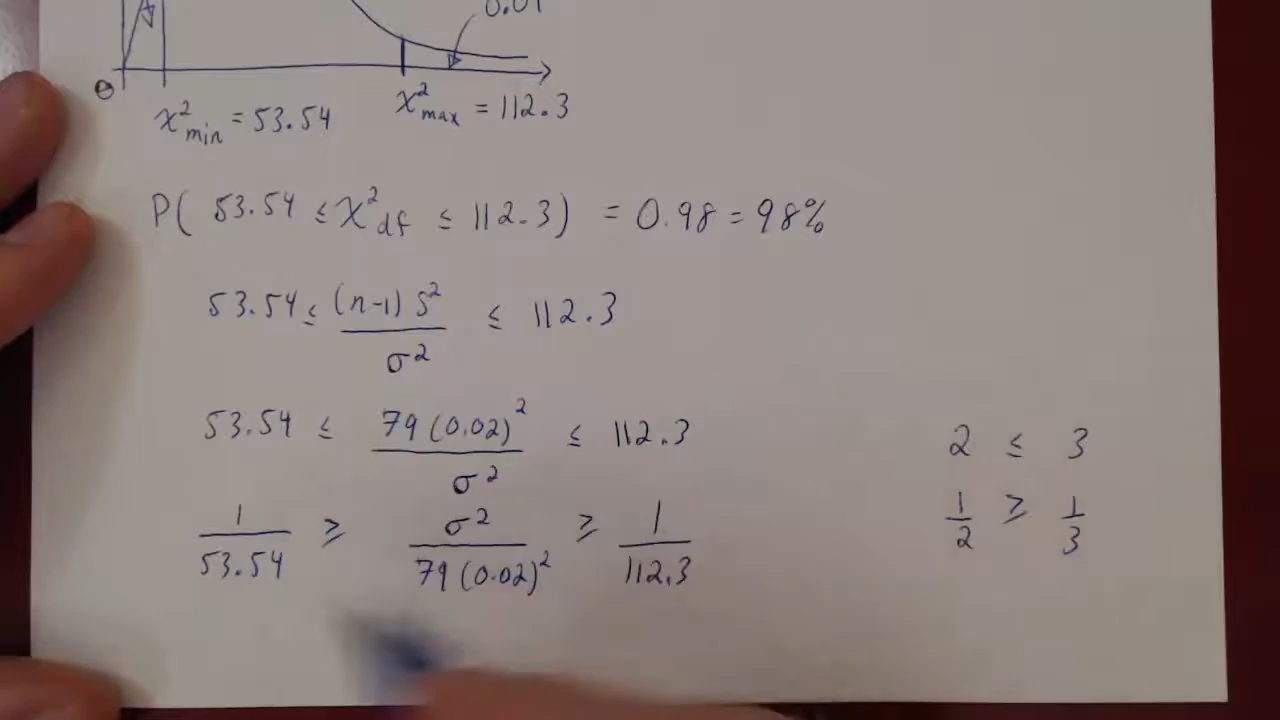 0.01
0
χ²min = 53.54
χ²max = 112.3
P( 53.54 ≤ χ²df ≤ 112.3) = 0.98 = 98%
53.54 ≤ (n-1) S² / σ² ≤ 112.3
53.54 ≤ 79(0.02)² / σ² ≤ 112.3
2 ≤ 3
1/53.54 ≥ σ² / 79(0.02)² ≥ 1/112.3
1/2 ≥ 1/3